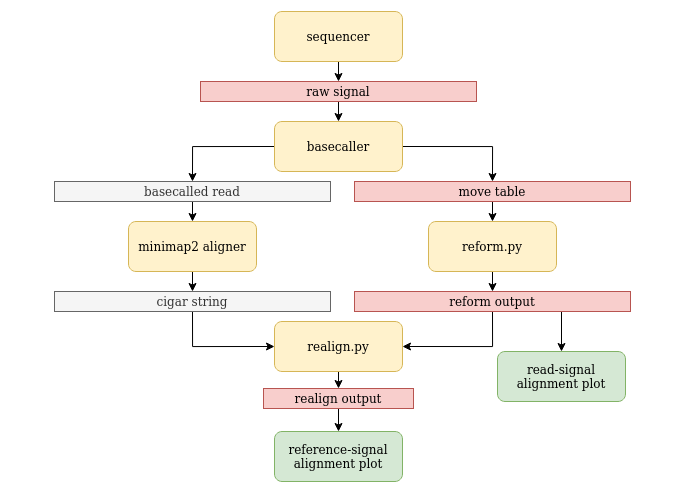 sequencer
raw signal
basecaller
basecalled read
move table
minimap2 aligner
reform.py
cigar string
reform output
realign.py
read-signal
alignment plot
realign output
reference-signal
alignment plot